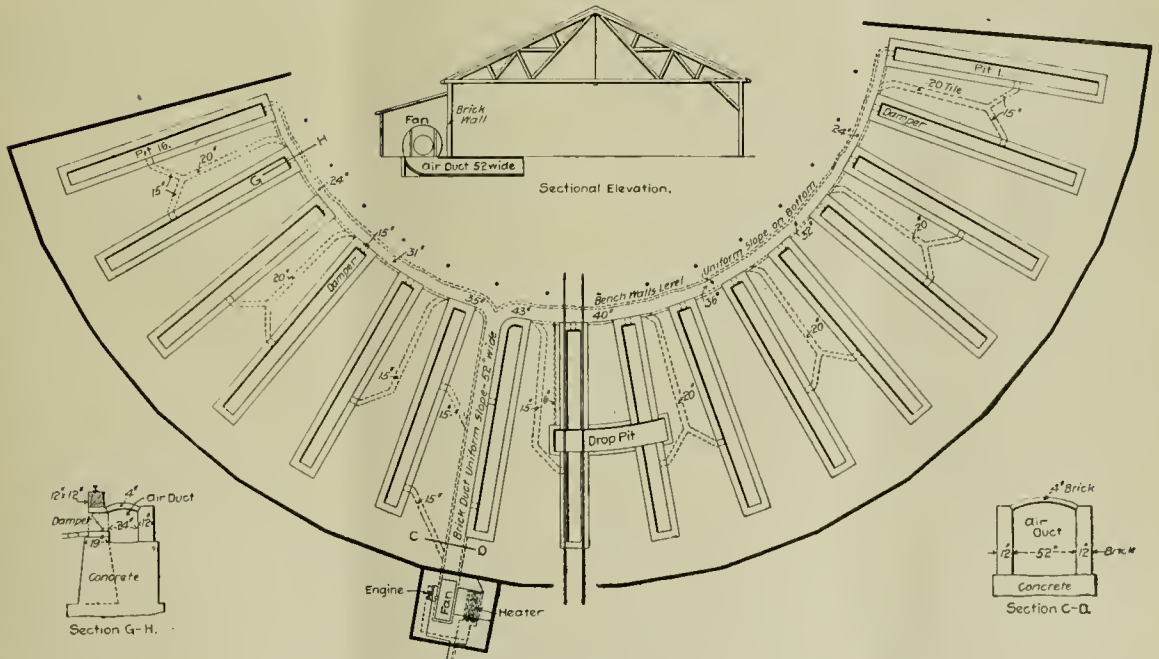 Brick
Wall
Fan
air Duct 52"wide
Sectional Elevation.
Pit 1.
20"Tile
15"
Damper
24"
Pit 16.
20"
15"
H
G
24"
15"
31"
20"
Damper
20"
52"
Uniform Slope on Bottom
Bench Walls Level
36"
35"
43"
40"
20"
15"
15"
15"
20"
Brick Duct Uniform Slope-52" wide
Drop Pit
15"
C
D
Engine
Fan
Heater
12"x12"
4"
air Duct
Damper
24"
12"
19"
Concrete
Section G-H.
4" Brick
air
Duct
12"
52"
12"
Brick
Concrete
Section C-D.